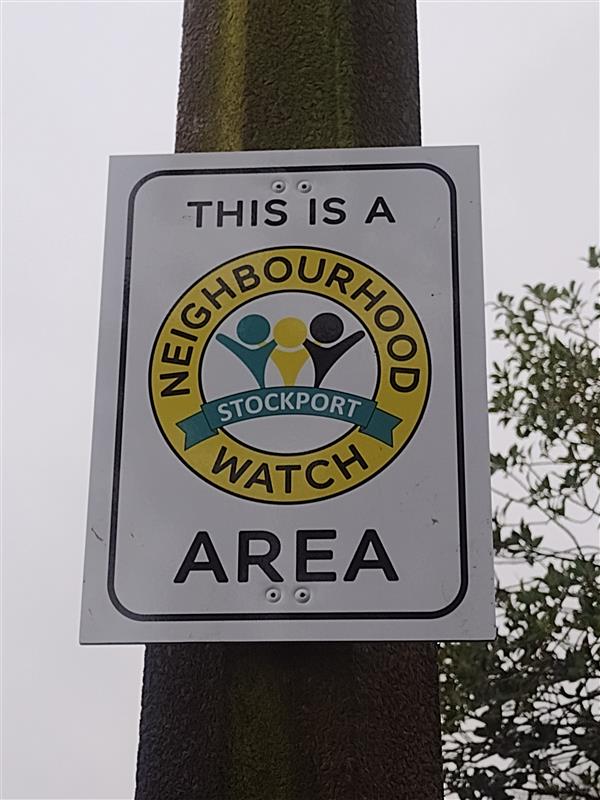 THIS IS A
NEIGHBOURHOOD
STOCKPORT
WATCH
AREA